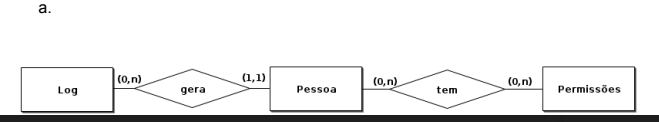 a.
Log (0,n) gera (1,1) Pessoa (0,n) tem (0,n) Permissões